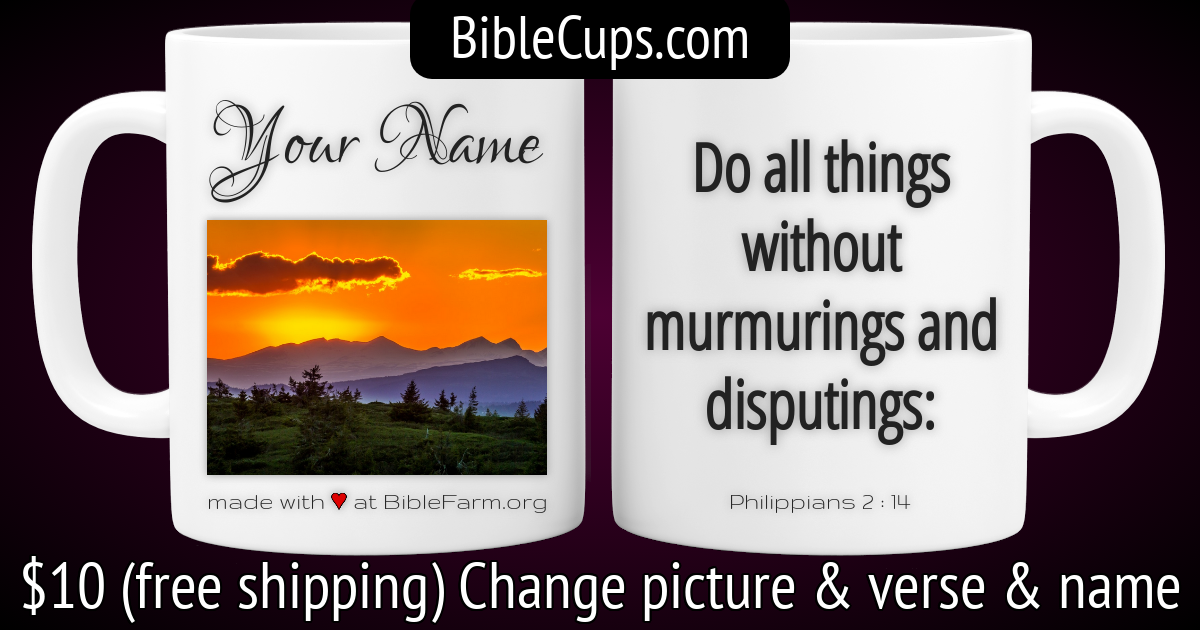 BibleCups.com
Your Name
made with ❤ at BibleFarm.org
Do all things
without
murmurings and
disputings:
Philippians 2 : 14
$10 (free shipping) Change picture & verse & name